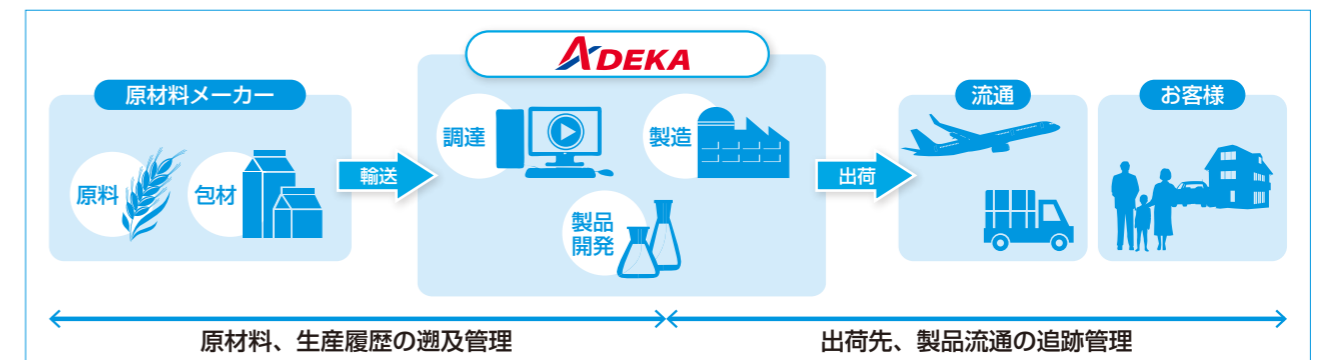 ADEKA
原材料メーカー
原料
包材
輸送
調達
製造
製品
開発
出荷
流通
お客様
原材料、生産履歴の遡及管理
出荷先、製品流通の追跡管理